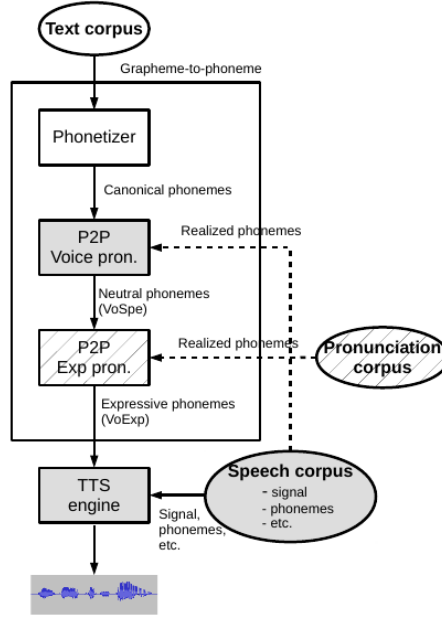 Text corpus
Grapheme-to-phoneme
Phonetizer
Canonical phonemes
P2P
Voice pron.
Realized phonemes
Neutral phonemes
(VoSpe)
P2P
Exp pron.
Realized phonemes
Pronunciation
corpus
Expressive phonemes
(VoExp)
TTS
engine
Signal,
phonemes,
etc.
Speech corpus
- signal
- phonemes
- etc.